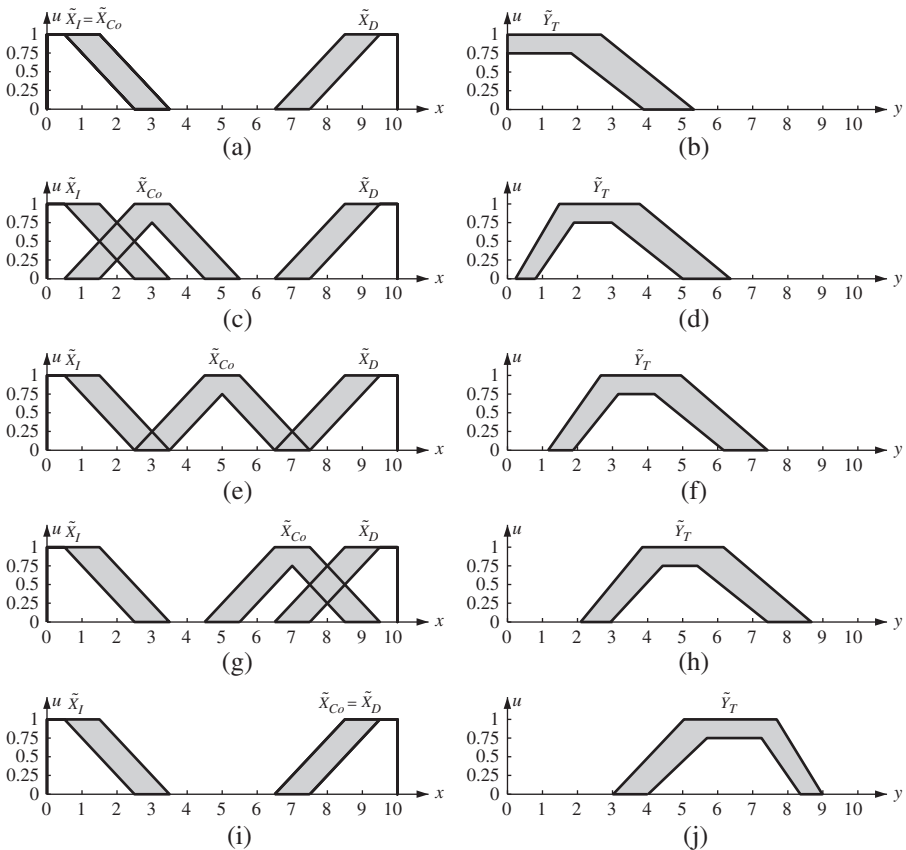 u X̃_I = X̃_Co X̃_D
1
0.75
0.5
0.25
0
0 1 2 3 4 5 6 7 8 9 10 x
(a)
u Ỹ_T
1
0.75
0.5
0.25
0
0 1 2 3 4 5 6 7 8 9 10 y
(b)
u X̃_I X̃_Co X̃_D
1
0.75
0.5
0.25
0
0 1 2 3 4 5 6 7 8 9 10 x
(c)
u Ỹ_T
1
0.75
0.5
0.25
0
0 1 2 3 4 5 6 7 8 9 10 y
(d)
u X̃_I X̃_Co X̃_D
1
0.75
0.5
0.25
0
0 1 2 3 4 5 6 7 8 9 10 x
(e)
u Ỹ_T
1
0.75
0.5
0.25
0
0 1 2 3 4 5 6 7 8 9 10 y
(f)
u X̃_I X̃_Co X̃_D
1
0.75
0.5
0.25
0
0 1 2 3 4 5 6 7 8 9 10 x
(g)
u Ỹ_T
1
0.75
0.5
0.25
0
0 1 2 3 4 5 6 7 8 9 10 y
(h)
u X̃_I X̃_Co = X̃_D
1
0.75
0.5
0.25
0
0 1 2 3 4 5 6 7 8 9 10 x
(i)
u Ỹ_T
1
0.75
0.5
0.25
0
0 1 2 3 4 5 6 7 8 9 10 y
(j)